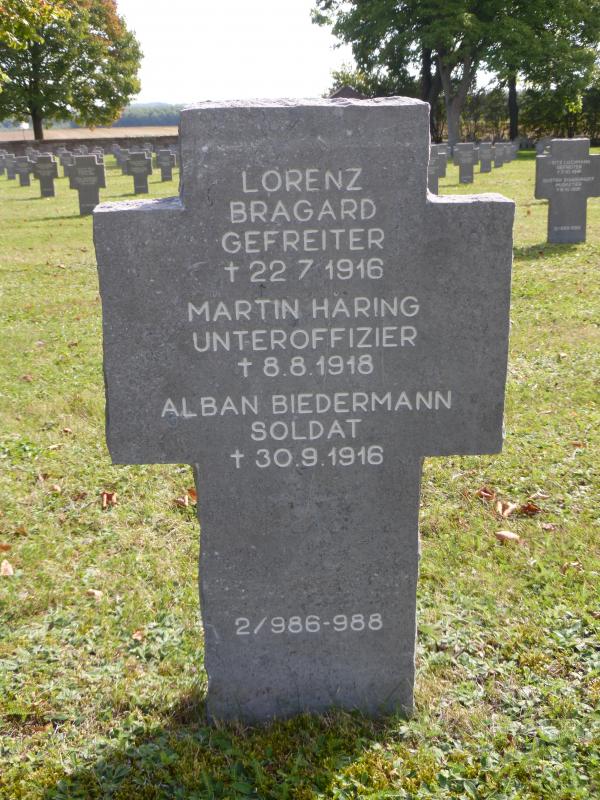 LORENZ
BRAGARD
GEFREITER
† 22 7 1916
MARTIN HÄRING
UNTEROFFIZIER
† 8.8.1918
ALBAN BIEDERMANN
SOLDAT
† 30.9.1916
2/986-988